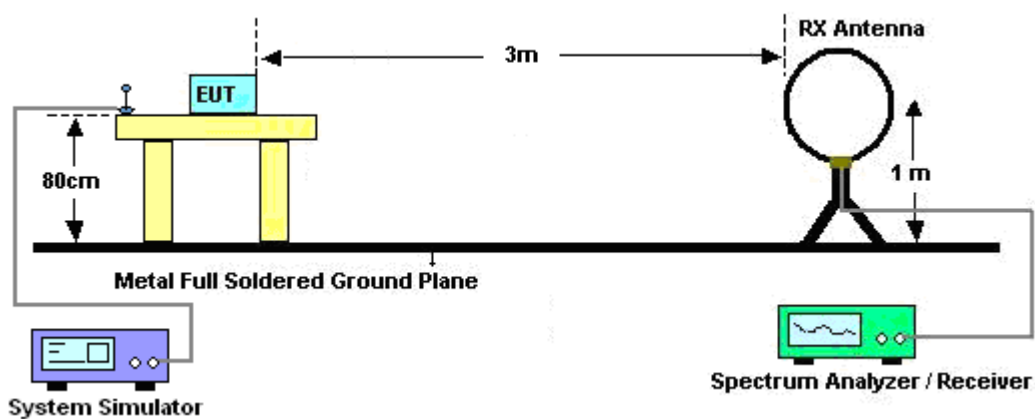 RX Antenna
3m
EUT
80cm
1 m
Metal Full Soldered Ground Plane
System Simulator
Spectrum Analyzer / Receiver